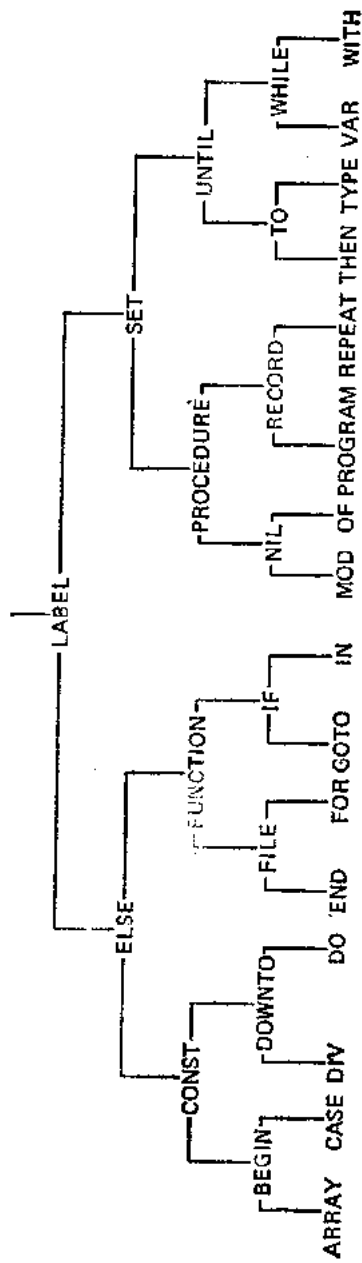 LABEL
ELSE SET
CONST FUNCTION PROCEDURE UNTIL
BEGIN DOWNTO FILE IF NIL RECORD TO WHILE
ARRAY CASE DIV DO END FOR GOTO IN MOD OF PROGRAM REPEAT THEN TYPE VAR WITH